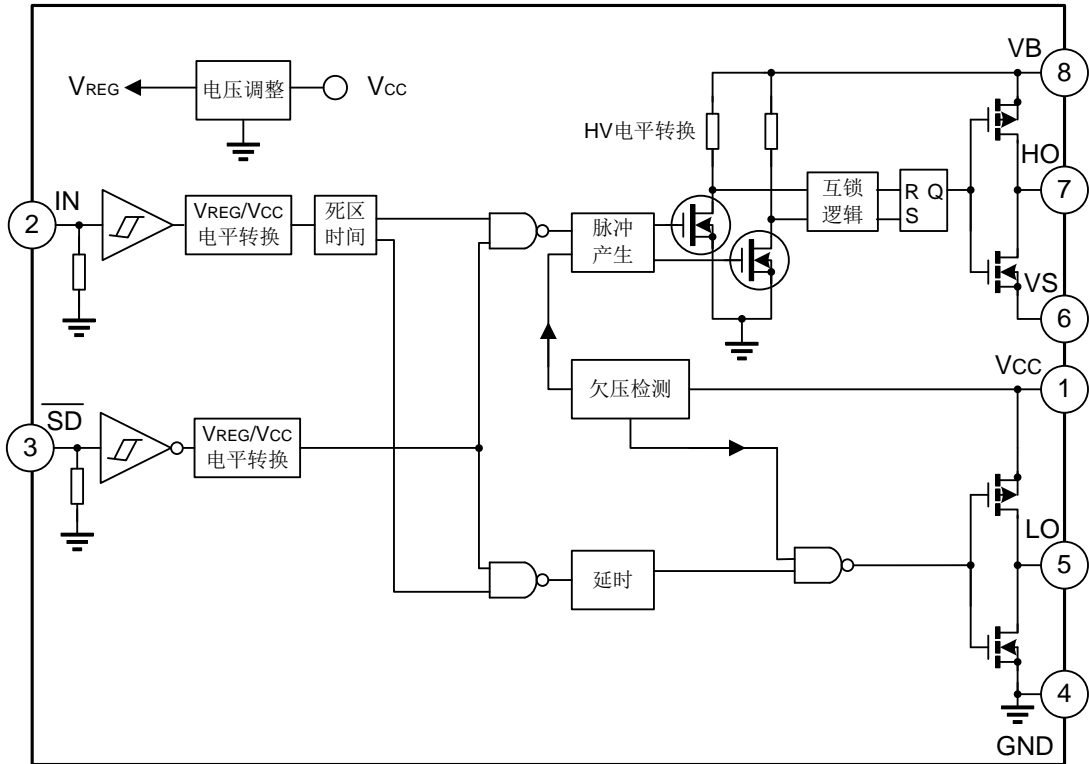 VB
8
VREG
电压调整
VCC
HV电平转换
HO
7
2
IN
VREG/VCC
电平转换
死区
时间
脉冲
产生
互锁
逻辑
R Q
S
VS
6
VCC
1
欠压检测
3
SD
VREG/VCC
电平转换
LO
5
延时
4
GND